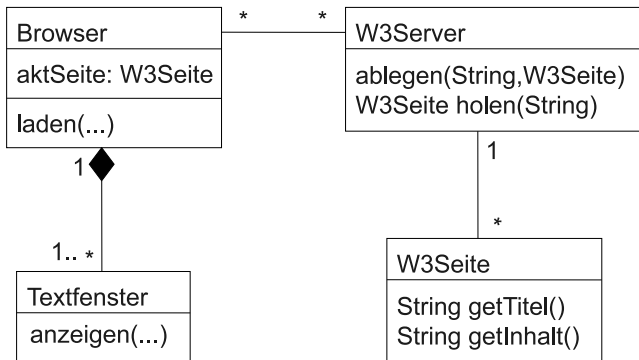 Browser
aktSeite: W3Seite
laden(...)
* *
W3Server
ablegen(String,W3Seite)
W3Seite holen(String)
1
1.. *
1
*
Textfenster
anzeigen(...)
W3Seite
String getTitel()
String getInhalt()